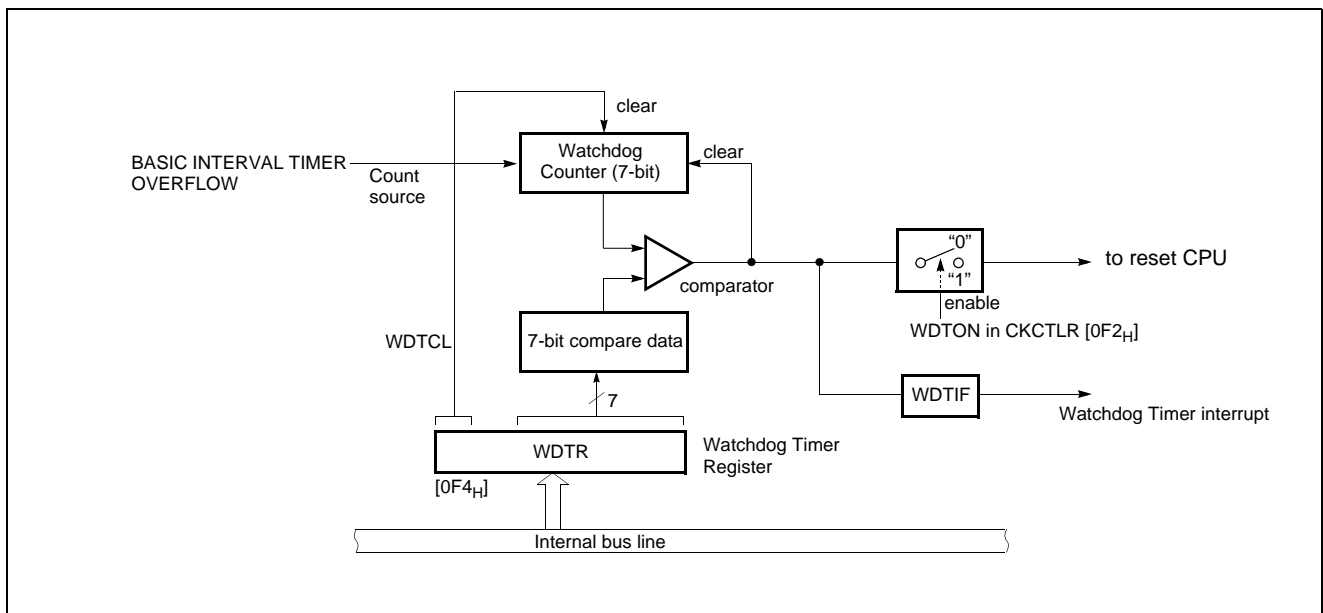 clear
BASIC INTERVAL TIMER
OVERFLOW
Count
source
Watchdog
Counter (7-bit)
clear
comparator
“0”
“1”
enable
to reset CPU
WDTON in CKCTLR [0F2H]
WDTCL
7-bit compare data
7
WDTIF
Watchdog Timer interrupt
WDTR
Watchdog Timer
Register
[0F4H]
Internal bus line